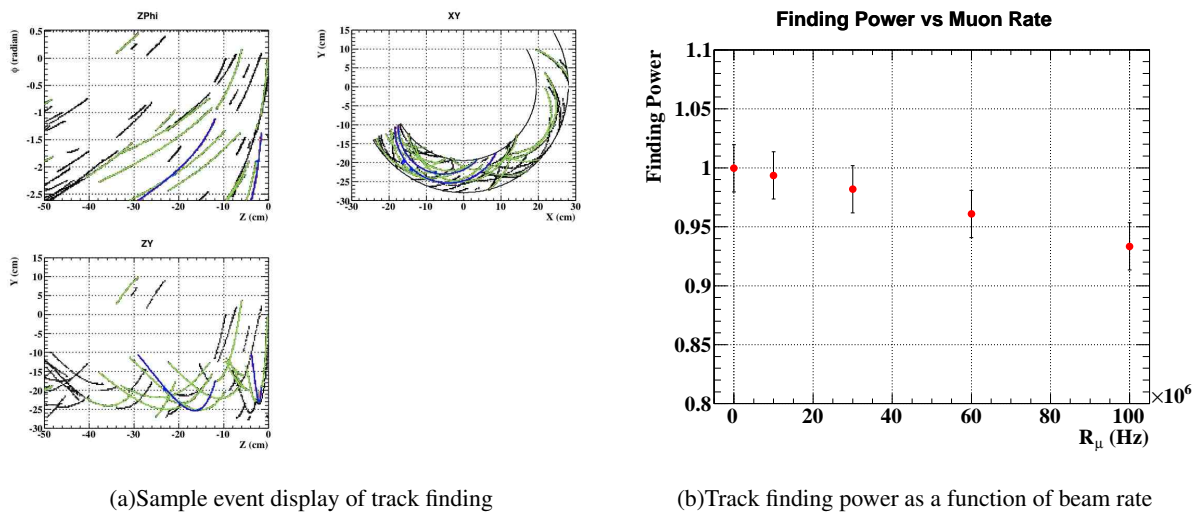 ZPhi
ϕ (radian)
0.5
0
-0.5
-1
-1.5
-2
-2.5
-50 -40 -30 -20 -10 0
Z (cm)
XY
Y (cm)
15
10
5
0
-5
-10
-15
-20
-25
-30
-30 -20 -10 0 10 20 30
X (cm)
ZY
Y (cm)
15
10
5
0
-5
-10
-15
-20
-25
-30
-50 -40 -30 -20 -10 0
Z (cm)
(a)Sample event display of track finding
Finding Power vs Muon Rate
Finding Power
1.1
1.05
1
0.95
0.9
0.85
0.8
0 20 40 60 80 100
×10⁶
R_μ (Hz)
(b)Track finding power as a function of beam rate